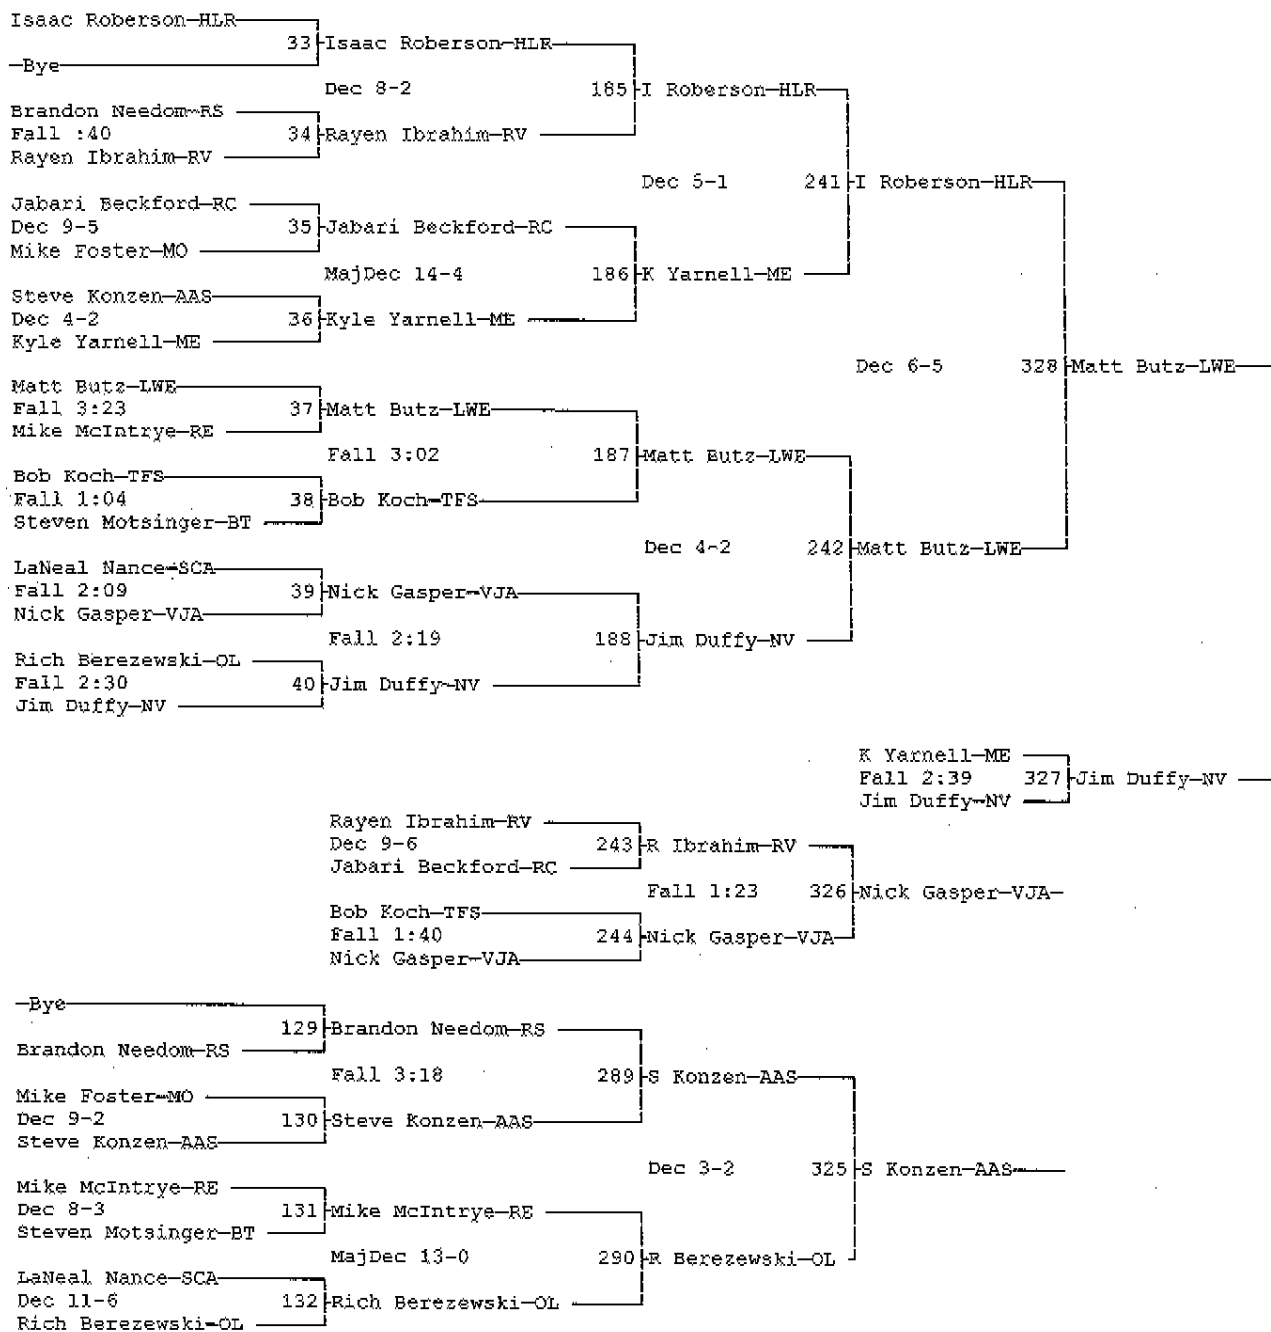 Isaac Roberson-HLR
33 Isaac Roberson-HLR
-Bye
Dec 8-2 185 I Roberson-HLR
Brandon Needom-RS
Fall :40 34 Rayen Ibrahim-RV
Rayen Ibrahim-RV
Dec 5-1 241 I Roberson-HLR
Jabari Beckford-RC
Dec 9-5 35 Jabari Beckford-RC
Mike Foster-MO
MajDec 14-4 186 K Yarnell-ME
Steve Konzen-AAS
Dec 4-2 36 Kyle Yarnell-ME
Kyle Yarnell-ME
Dec 6-5 328 Matt Butz-LWE
Matt Butz-LWE
Fall 3:23 37 Matt Butz-LWE
Mike McIntrye-RE
Fall 3:02 187 Matt Butz-LWE
Bob Koch-TFS
Fall 1:04 38 Bob Koch-TFS
Steven Motsinger-BT
Dec 4-2 242 Matt Butz-LWE
LaNeal Nance-SCA
Fall 2:09 39 Nick Gasper-VJA
Nick Gasper-VJA
Fall 2:19 188 Jim Duffy-NV
Rich Berezewski-OL
Fall 2:30 40 Jim Duffy-NV
Jim Duffy-NV
K Yarnell-ME
Fall 2:39 327 Jim Duffy-NV
Jim Duffy-NV
Rayen Ibrahim-RV
Dec 9-6 243 R Ibrahim-RV
Jabari Beckford-RC
Fall 1:23 326 Nick Gasper-VJA
Bob Koch-TFS
Fall 1:40 244 Nick Gasper-VJA
Nick Gasper-VJA
-Bye
129 Brandon Needom-RS
Brandon Needom-RS
Fall 3:18 289 S Konzen-AAS
Mike Foster-MO
Dec 9-2 130 Steve Konzen-AAS
Steve Konzen-AAS
Dec 3-2 325 S Konzen-AAS
Mike McIntrye-RE
Dec 8-3 131 Mike McIntrye-RE
Steven Motsinger-BT
MajDec 13-0 290 R Berezewski-OL
LaNeal Nance-SCA
Dec 11-6 132 Rich Berezewski-OL
Rich Berezewski-OL